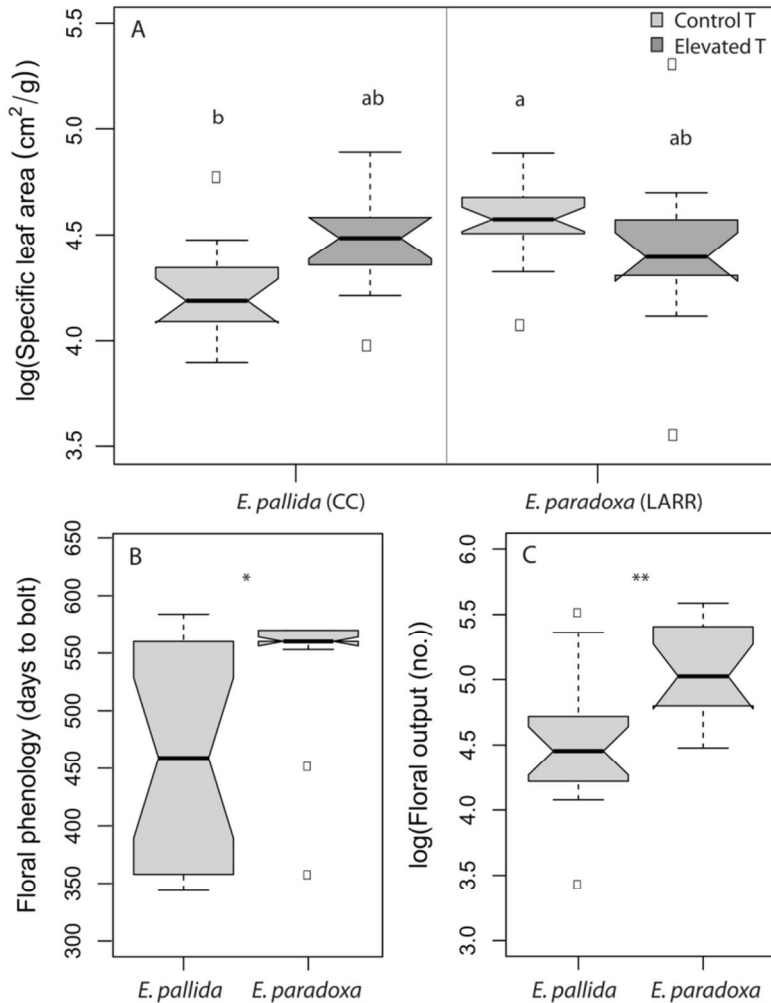 A
Control T
Elevated T
log(Specific leaf area (cm²/g))
5.5
5.0
4.5
4.0
3.5
b
ab
a
ab
E. pallida (CC)
E. paradoxa (LARR)
B
Floral phenology (days to bolt)
650
600
550
500
450
400
350
300
*
E. pallida
E. paradoxa
C
log(Floral output (no.))
6.0
5.5
5.0
4.5
4.0
3.5
3.0
**
E. pallida
E. paradoxa